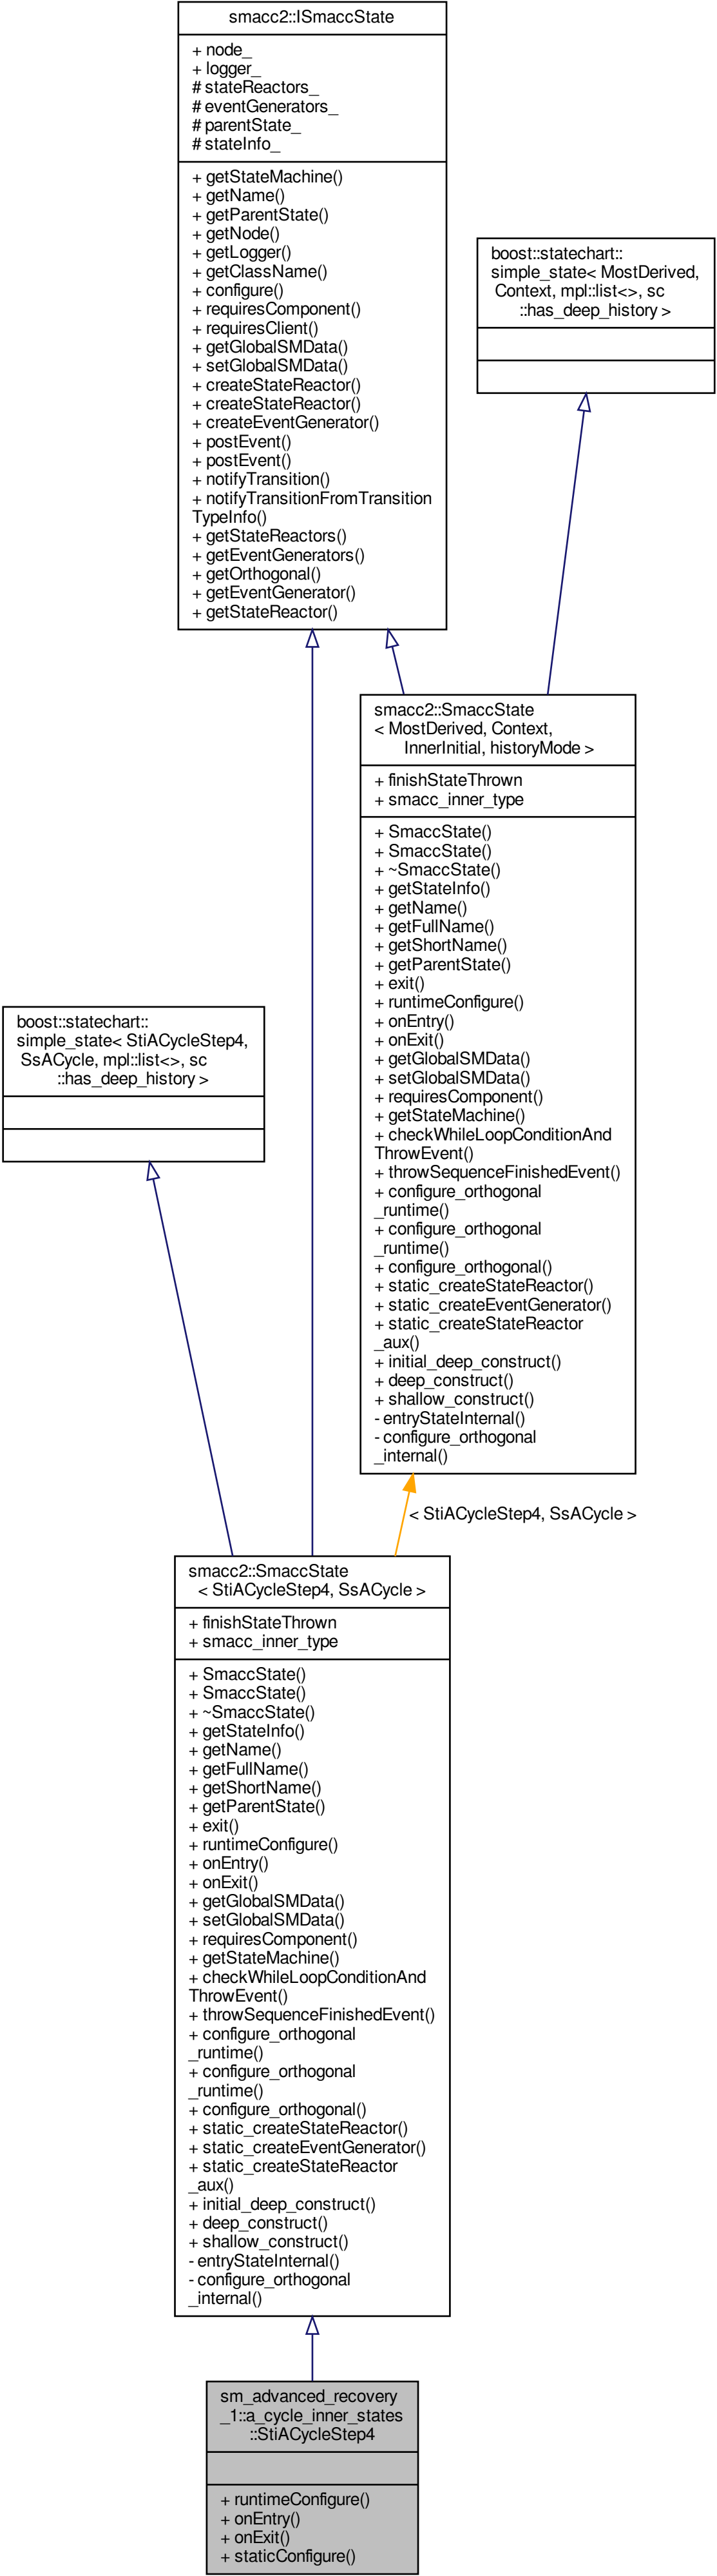 smacc2::ISmaccState
+ node_
+ logger_
# stateReactors_
# eventGenerators_
# parentState_
# stateInfo_
+ getStateMachine()
+ getName()
+ getParentState()
+ getNode()
+ getLogger()
+ getClassName()
+ configure()
+ requiresComponent()
+ requiresClient()
+ getGlobalSMData()
+ setGlobalSMData()
+ createStateReactor()
+ createStateReactor()
+ createEventGenerator()
+ postEvent()
+ postEvent()
+ notifyTransition()
+ notifyTransitionFromTransition
TypeInfo()
+ getStateReactors()
+ getEventGenerators()
+ getOrthogonal()
+ getEventGenerator()
+ getStateReactor()
boost::statechart::
simple_state< MostDerived,
Context, mpl::list<>, sc
::has_deep_history >
smacc2::SmaccState
< MostDerived, Context,
InnerInitial, historyMode >
+ finishStateThrown
+ smacc_inner_type
+ SmaccState()
+ SmaccState()
+ ~SmaccState()
+ getStateInfo()
+ getName()
+ getFullName()
+ getShortName()
+ getParentState()
+ exit()
+ runtimeConfigure()
+ onEntry()
+ onExit()
+ getGlobalSMData()
+ setGlobalSMData()
+ requiresComponent()
+ getStateMachine()
+ checkWhileLoopConditionAnd
ThrowEvent()
+ throwSequenceFinishedEvent()
+ configure_orthogonal
_runtime()
+ configure_orthogonal
_runtime()
+ configure_orthogonal()
+ static_createStateReactor()
+ static_createEventGenerator()
+ static_createStateReactor
_aux()
+ initial_deep_construct()
+ deep_construct()
+ shallow_construct()
- entryStateInternal()
- configure_orthogonal
_internal()
boost::statechart::
simple_state< StiACycleStep4,
SsACycle, mpl::list<>, sc
::has_deep_history >
< StiACycleStep4, SsACycle >
smacc2::SmaccState
< StiACycleStep4, SsACycle >
+ finishStateThrown
+ smacc_inner_type
+ SmaccState()
+ SmaccState()
+ ~SmaccState()
+ getStateInfo()
+ getName()
+ getFullName()
+ getShortName()
+ getParentState()
+ exit()
+ runtimeConfigure()
+ onEntry()
+ onExit()
+ getGlobalSMData()
+ setGlobalSMData()
+ requiresComponent()
+ getStateMachine()
+ checkWhileLoopConditionAnd
ThrowEvent()
+ throwSequenceFinishedEvent()
+ configure_orthogonal
_runtime()
+ configure_orthogonal
_runtime()
+ configure_orthogonal()
+ static_createStateReactor()
+ static_createEventGenerator()
+ static_createStateReactor
_aux()
+ initial_deep_construct()
+ deep_construct()
+ shallow_construct()
- entryStateInternal()
- configure_orthogonal
_internal()
sm_advanced_recovery
_1::a_cycle_inner_states
::StiACycleStep4
+ runtimeConfigure()
+ onEntry()
+ onExit()
+ staticConfigure()